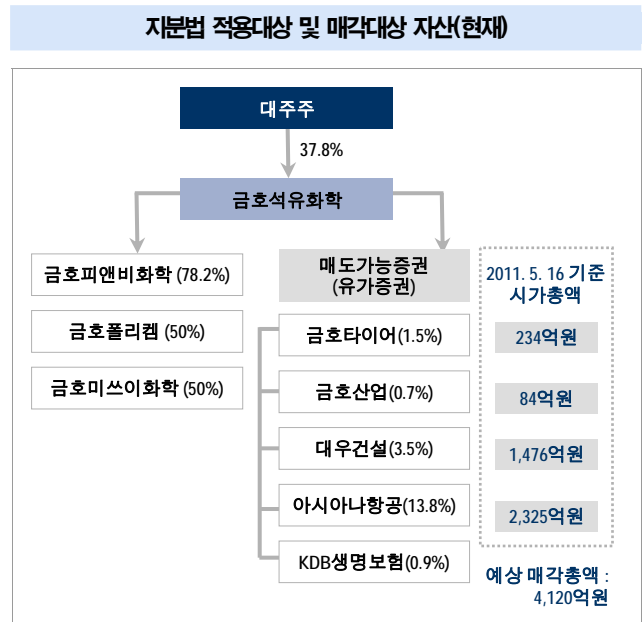 지분법 적용대상 및 매각대상 자산(현재)
대주주
37.8%
금호석유화학
금호피앤비화학 (78.2%)
금호폴리켐 (50%)
금호미쓰이화학 (50%)
매도가능증권
(유가증권)
금호타이어(1.5%)
금호산업(0.7%)
대우건설(3.5%)
아시아나항공(13.8%)
KDB생명보험(0.9%)
2011. 5. 16 기준
시가총액
234억원
84억원
1,476억원
2,325억원
예상 매각총액 :
4,120억원